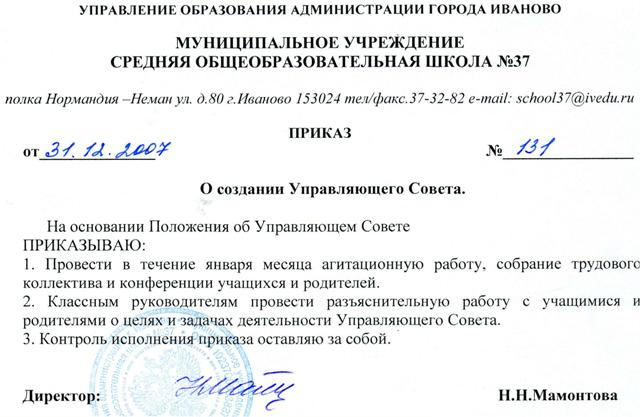 УПРАВЛЕНИЕ ОБРАЗОВАНИЯ АДМИНИСТРАЦИИ ГОРОДА ИВАНОВО
МУНИЦИПАЛЬНОЕ УЧРЕЖДЕНИЕ
СРЕДНЯЯ ОБЩЕОБРАЗОВАТЕЛЬНАЯ ШКОЛА №37
полка Нормандия –Неман ул. д.80 г.Иваново 153024 тел/факс.37-32-82 e-mail: school37@ivedu.ru
ПРИКАЗ
от 31.12.2007 № 131
О создании Управляющего Совета.
На основании Положения об Управляющем Совете
ПРИКАЗЫВАЮ:
1. Провести в течение января месяца агитационную работу, собрание трудового
коллектива и конференции учащихся и родителей.
2. Классным руководителям провести разъяснительную работу с учащимися и
родителями о целях и задачах деятельности Управляющего Совета.
3. Контроль исполнения приказа оставляю за собой.
Директор: Н.Н.Мамонтова